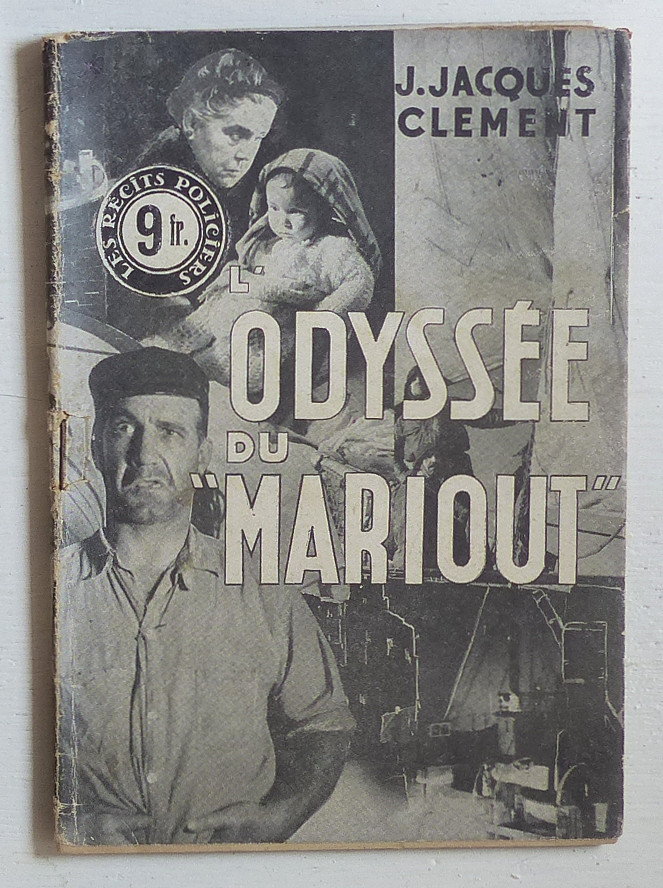 J. JACQUES
CLEMENT
LES RÉCITS POLICIERS
9 fr.
L'
ODYSSÉE
DU
"MARIOUT"